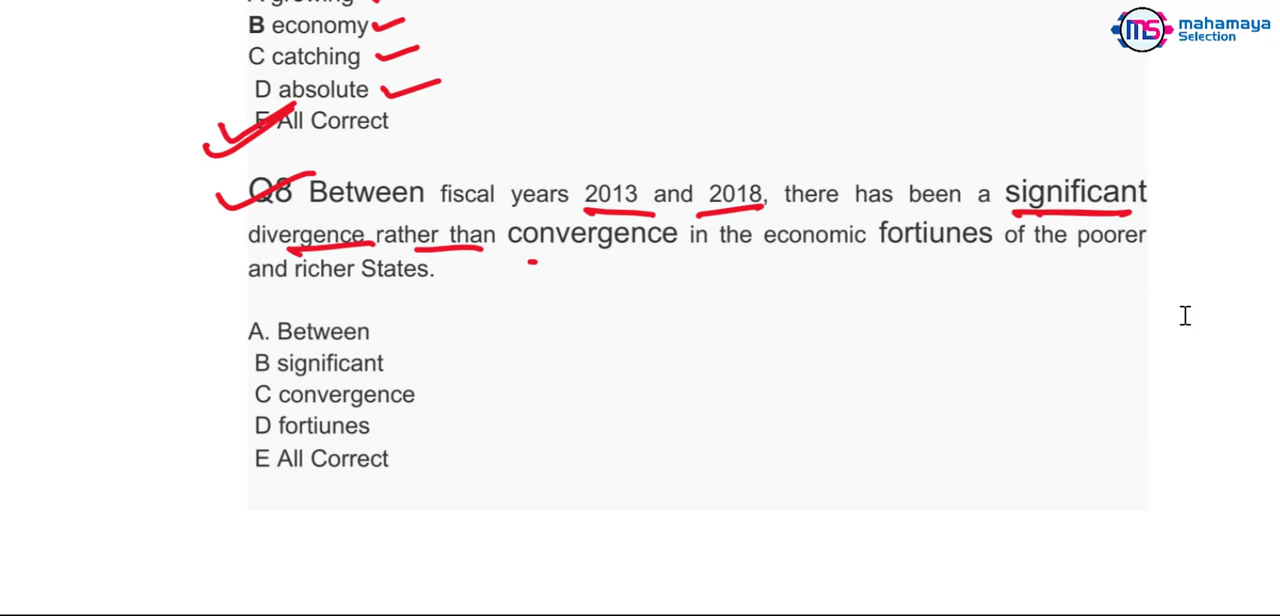 A growing
mahamaya
MS
Selection
B economy
C catching
D absolute
E All Correct
Q8 Between fiscal years 2013 and 2018, there has been a significant
divergence rather than convergence in the economic fortiunes of the poorer
and richer States.
A. Between
B significant
C convergence
D fortiunes
E All Correct